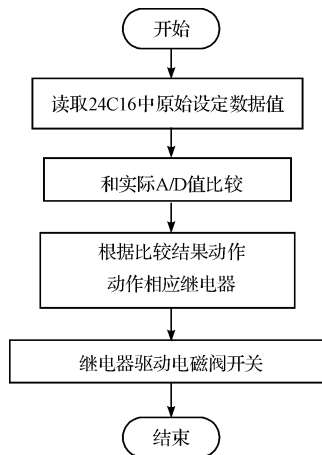 开始
读取24C16中原始设定数据值
和实际A/D值比较
根据比较结果动作
动作相应继电器
继电器驱动电磁阀开关
结束